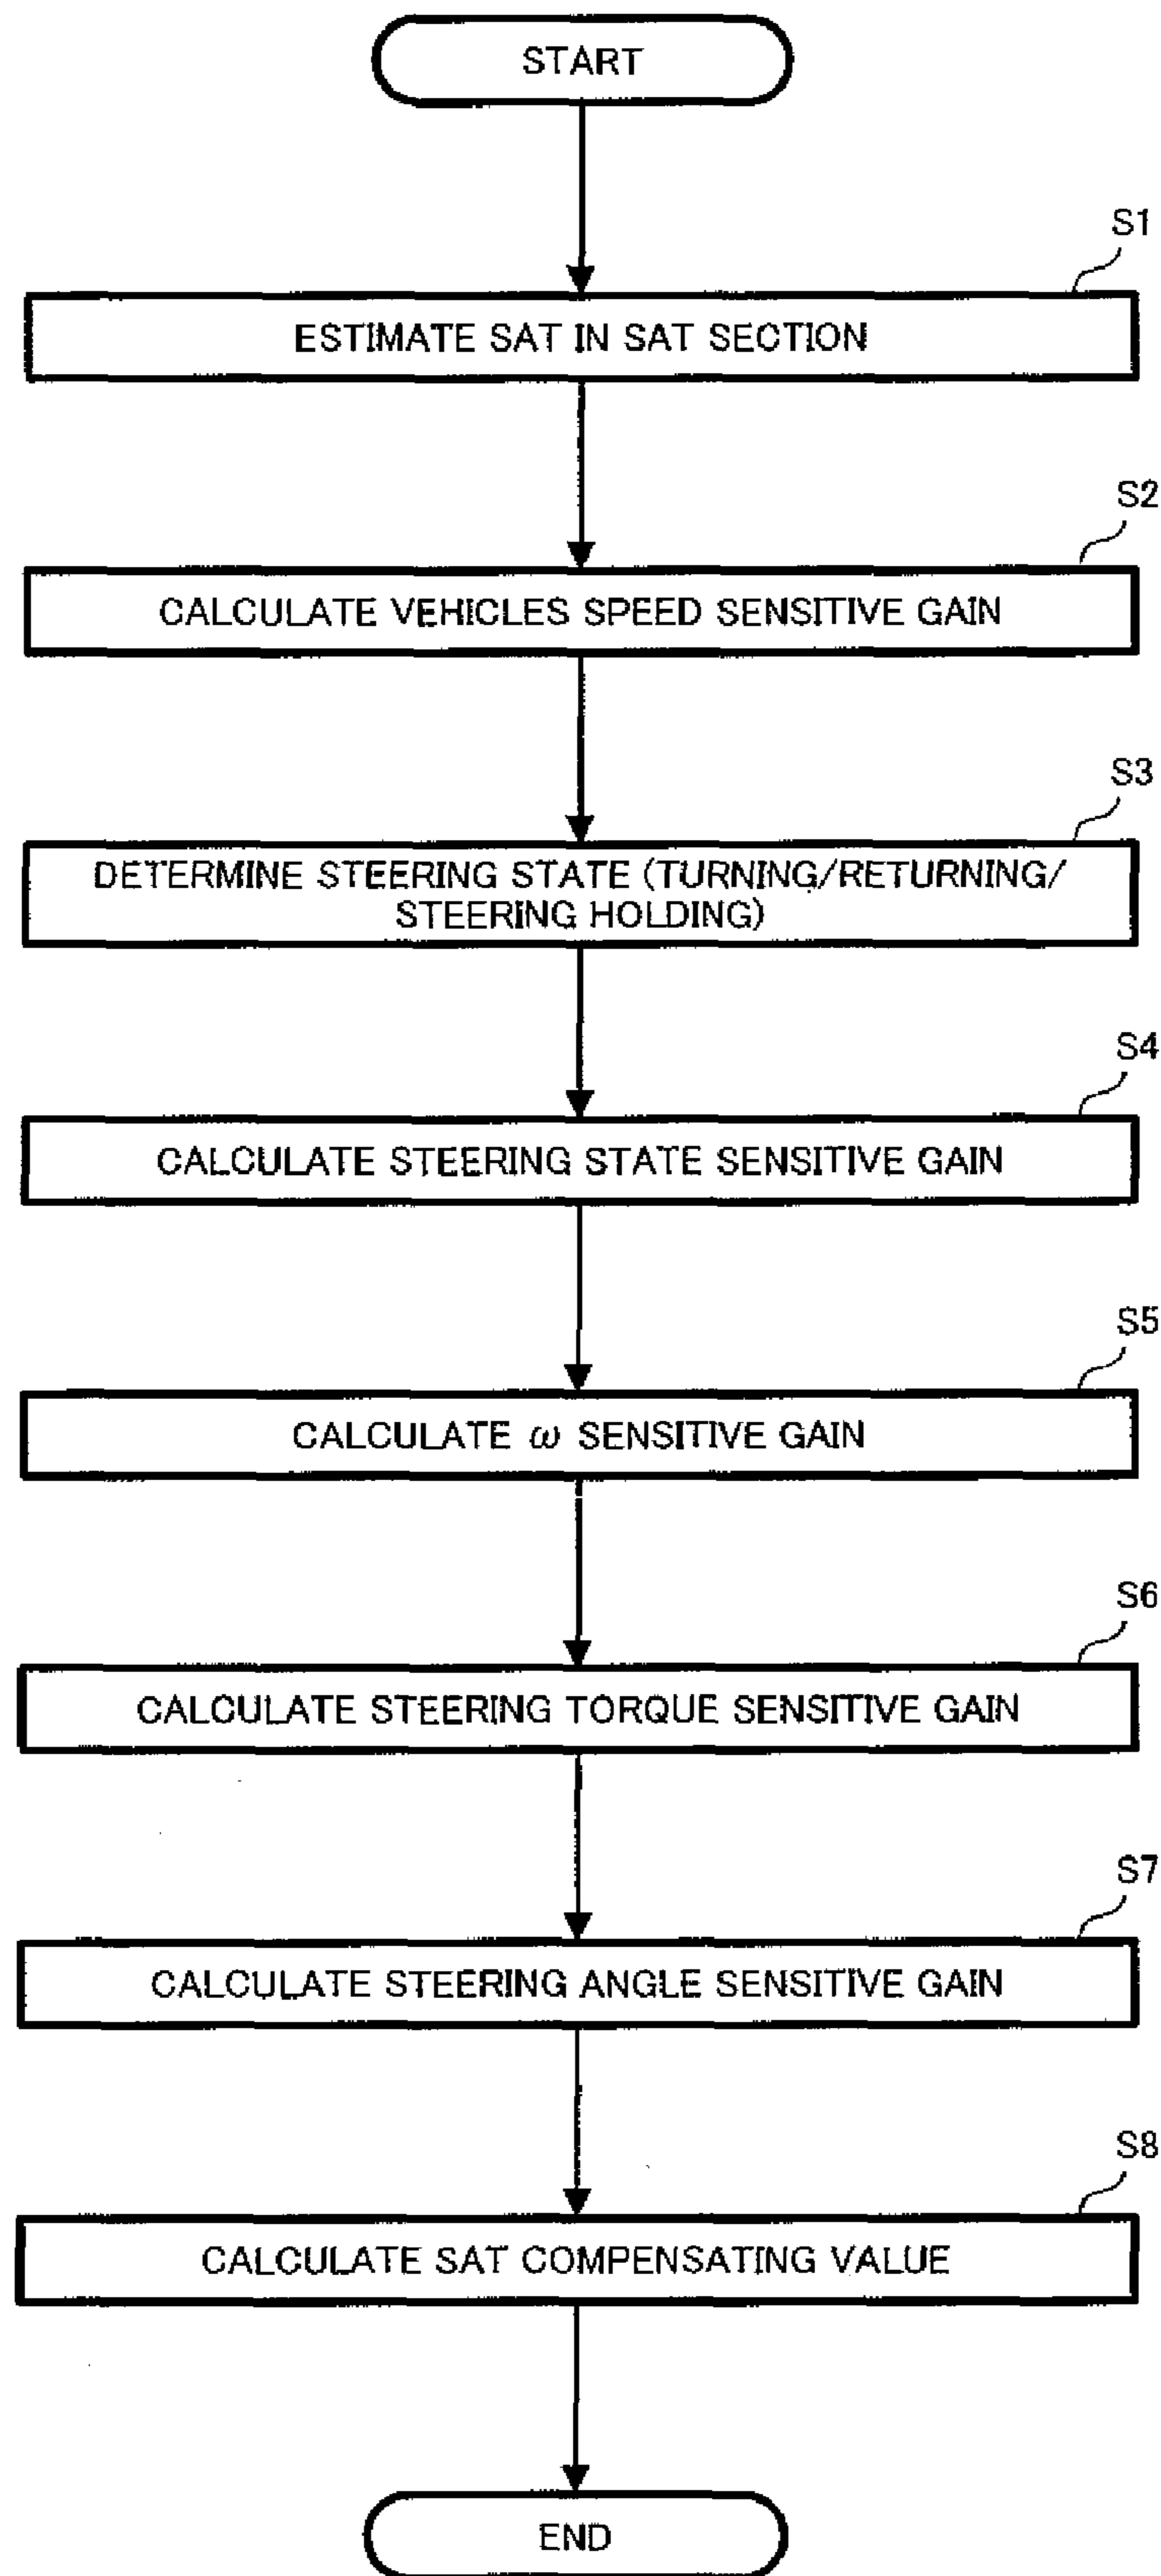 START
S1
ESTIMATE SAT IN SAT SECTION
S2
CALCULATE VEHICLES SPEED SENSITIVE GAIN
S3
DETERMINE STEERING STATE (TURNING/RETURNING/
STEERING HOLDING)
S4
CALCULATE STEERING STATE SENSITIVE GAIN
S5
CALCULATE ω SENSITIVE GAIN
S6
CALCULATE STEERING TORQUE SENSITIVE GAIN
S7
CALCULATE STEERING ANGLE SENSITIVE GAIN
S8
CALCULATE SAT COMPENSATING VALUE
END